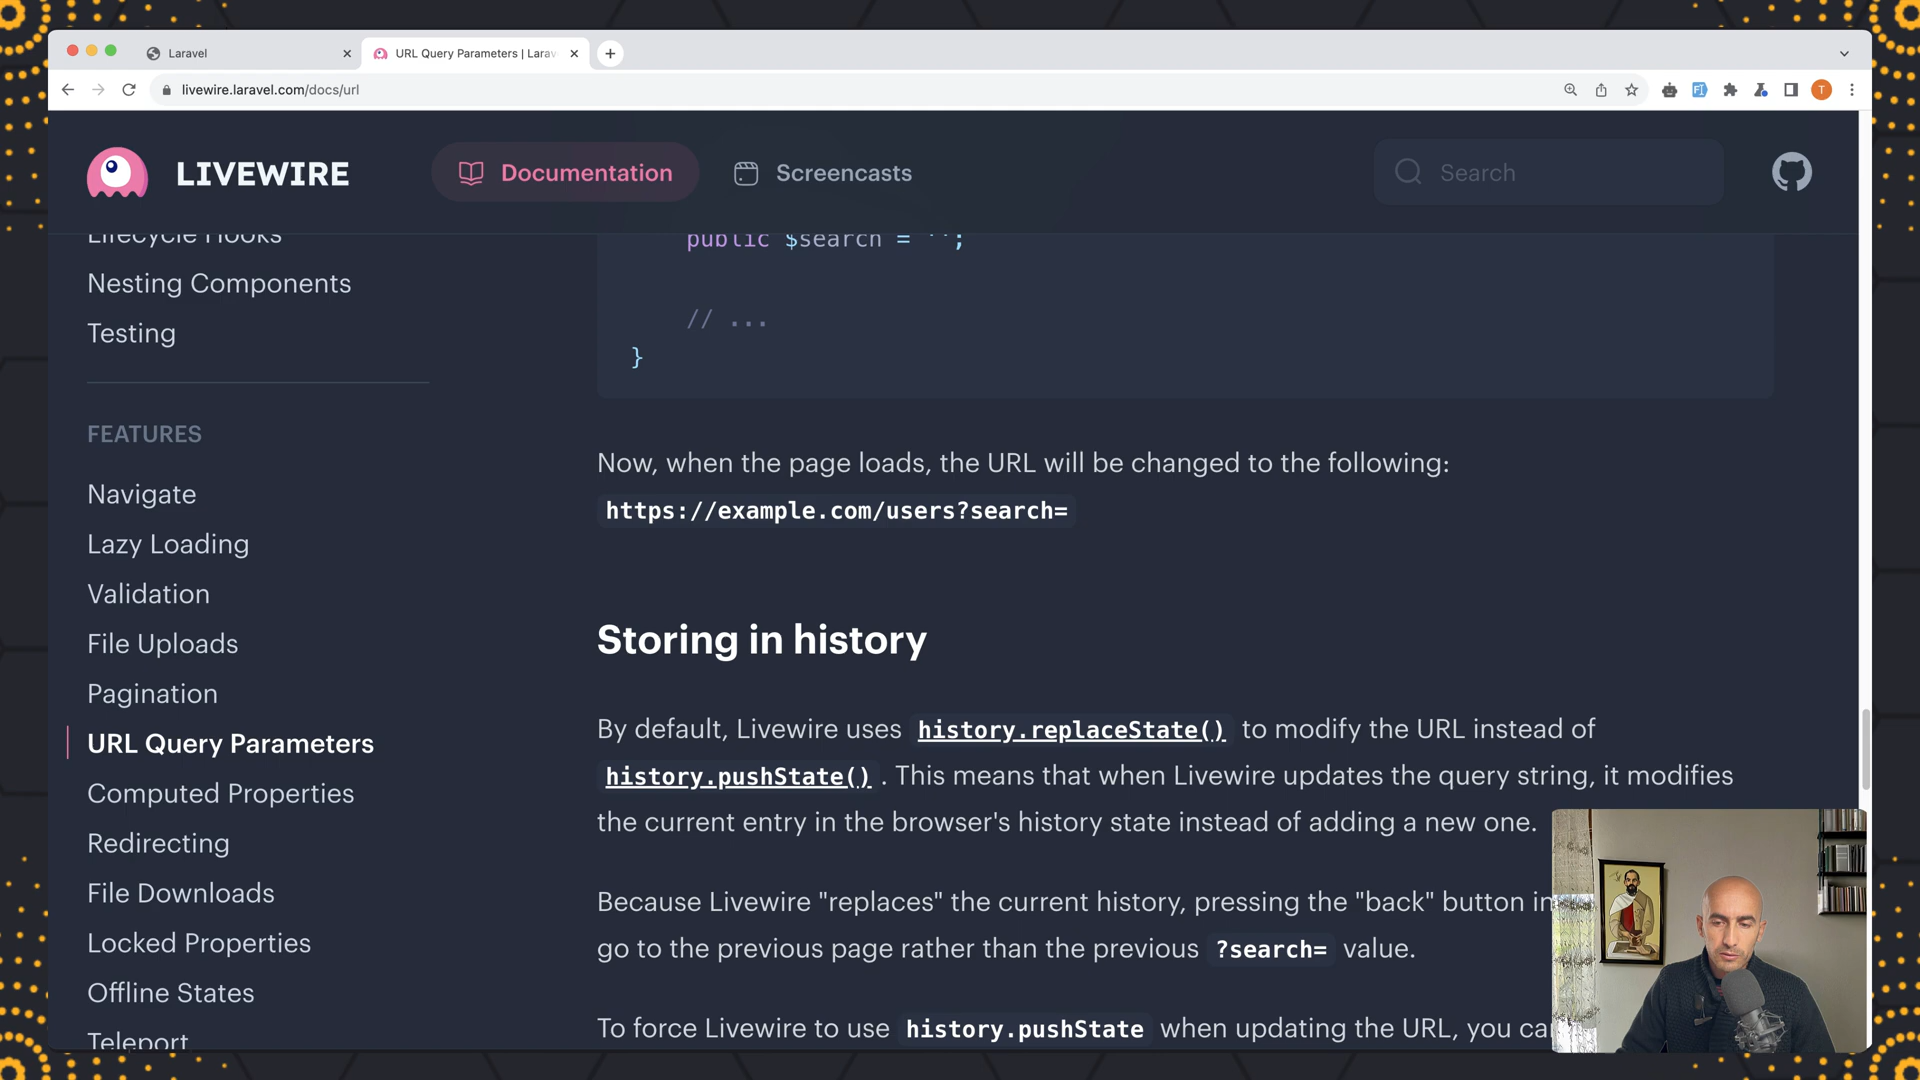 Laravel
URL Query Parameters | Larav
livewire.laravel.com/docs/url
T
LIVEWIRE
Documentation
Screencasts
Search
Lifecycle Hooks
Nesting Components
Testing
FEATURES
Navigate
Lazy Loading
Validation
File Uploads
Pagination
URL Query Parameters
Computed Properties
Redirecting
File Downloads
Locked Properties
Offline States
Teleport
public $search = '';
// ...
}
Now, when the page loads, the URL will be changed to the following:
https://example.com/users?search=
Storing in history
By default, Livewire uses history.replaceState() to modify the URL instead of
history.pushState() . This means that when Livewire updates the query string, it modifies
the current entry in the browser's history state instead of adding a new one.
Because Livewire "replaces" the current history, pressing the "back" button in
go to the previous page rather than the previous ?search= value.
To force Livewire to use history.pushState when updating the URL, you can